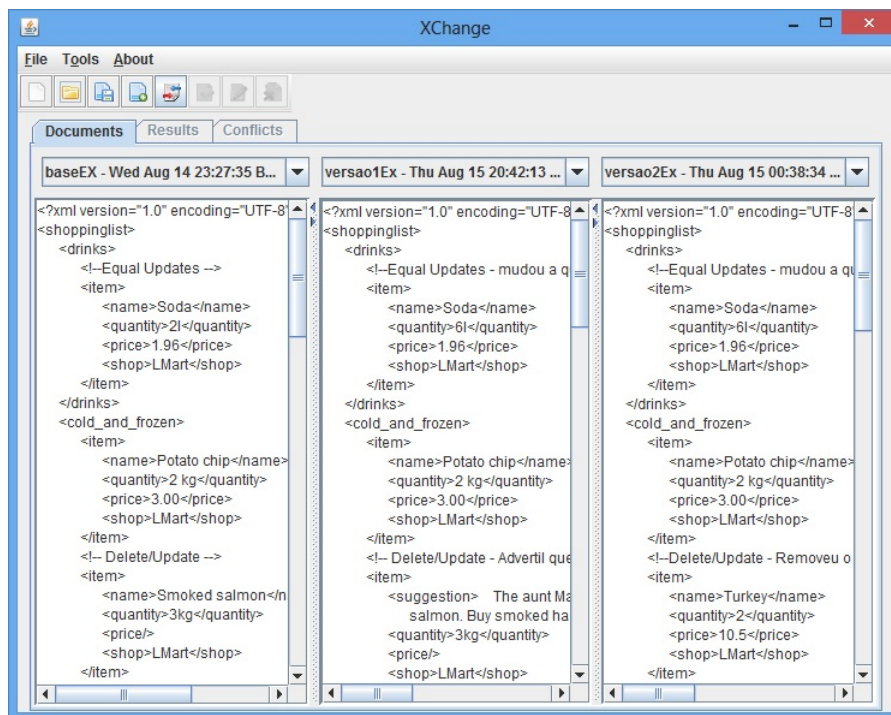 XChange
File Tools About
Documents Results Conflicts
baseEX - Wed Aug 14 23:27:35 B...
<?xml version="1.0" encoding="UTF-8"
<shoppinglist>
<drinks>
<!--Equal Updates -->
<item>
<name>Soda</name>
<quantity>2l</quantity>
<price>1.96</price>
<shop>LMart</shop>
</item>
</drinks>
<cold_and_frozen>
<item>
<name>Potato chip</name>
<quantity>2 kg</quantity>
<price>3.00</price>
<shop>LMart</shop>
</item>
<!-- Delete/Update -->
<item>
<name>Smoked salmon</n
<quantity>3kg</quantity>
<price/>
<shop>LMart</shop>
</item>
versao1Ex - Thu Aug 15 20:42:13 ...
<?xml version="1.0" encoding="UTF-8
<shoppinglist>
<drinks>
<!--Equal Updates - mudou a q
<item>
<name>Soda</name>
<quantity>6l</quantity>
<price>1.96</price>
<shop>LMart</shop>
</item>
</drinks>
<cold_and_frozen>
<item>
<name>Potato chip</name
<quantity>2 kg</quantity>
<price>3.00</price>
<shop>LMart</shop>
</item>
<!-- Delete/Update - Advertil que
<item>
<suggestion> The aunt Ma
salmon. Buy smoked ha
<quantity>3kg</quantity>
<price/>
<shop>LMart</shop>
versao2Ex - Thu Aug 15 00:38:34 ...
<?xml version="1.0" encoding="UTF-8"
<shoppinglist>
<drinks>
<!--Equal Updates - mudou a qu
<item>
<name>Soda</name>
<quantity>6l</quantity>
<price>1.96</price>
<shop>LMart</shop>
</item>
</drinks>
<cold_and_frozen>
<item>
<name>Potato chip</name>
<quantity>2 kg</quantity>
<price>3.00</price>
<shop>LMart</shop>
</item>
<!--Delete/Update - Removeu o
<item>
<name>Turkey</name>
<quantity>2</quantity>
<price>10.5</price>
<shop>LMart</shop>
</item>